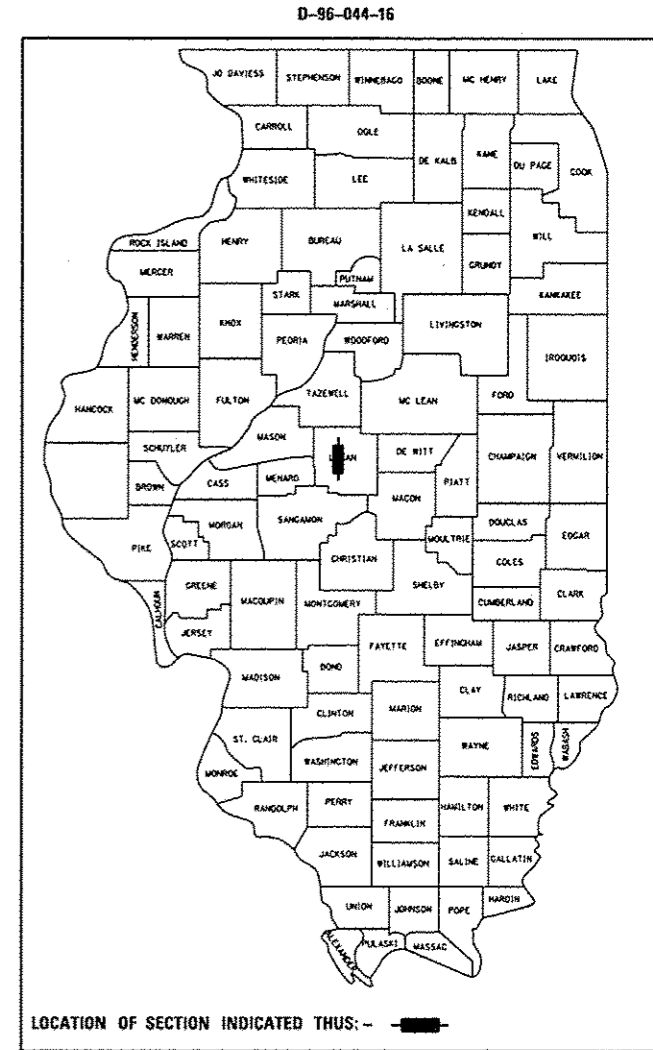 D-96-044-16
JO DAVIESS STEPHENSON WINNEBAGO BOONE MC HENRY LAKE
CARROLL OGLE
DE KALB KANE DU PAGE COOK
WHITESIDE LEE
KENDALL WILL
ROCK ISLAND HENRY BUREAU LA SALLE
GRUNDY
MERCER PUTNAM
KANKAKEE
STARK MARSHALL
HENDERSON WARREN KNOX PEORIA WOODFORD LIVINGSTON
IROQUOIS
TAZEWELL MC LEAN FORD
HANCOCK MC DONOUGH FULTON
MASON
SCHUYLER DE WITT CHAMPAIGN VERMILION
BROWN CASS MENARD PIATT
MACON
MORGAN SANGAMON DOUGLAS
PIKE SCOTT MOULTRIE EDGAR
CHRISTIAN COLES
GREENE SHELBY
CALHOUN MACOUPIN MONTGOMERY CUMBERLAND CLARK
JERSEY
FAYETTE EFFINGHAM JASPER CRAWFORD
BOND
MADISON CLAY
RICHLAND LAWRENCE
CLINTON MARION
ST. CLAIR WAYNE EDWARDS WABASH
WASHINGTON JEFFERSON
MONROE
RANDOLPH PERRY HAMILTON WHITE
FRANKLIN
JACKSON WILLIAMSON SALINE GALLATIN
HARDIN
UNION JOHNSON POPE
ALEXANDER PULASKI MASSAC
LOCATION OF SECTION INDICATED THUS: -